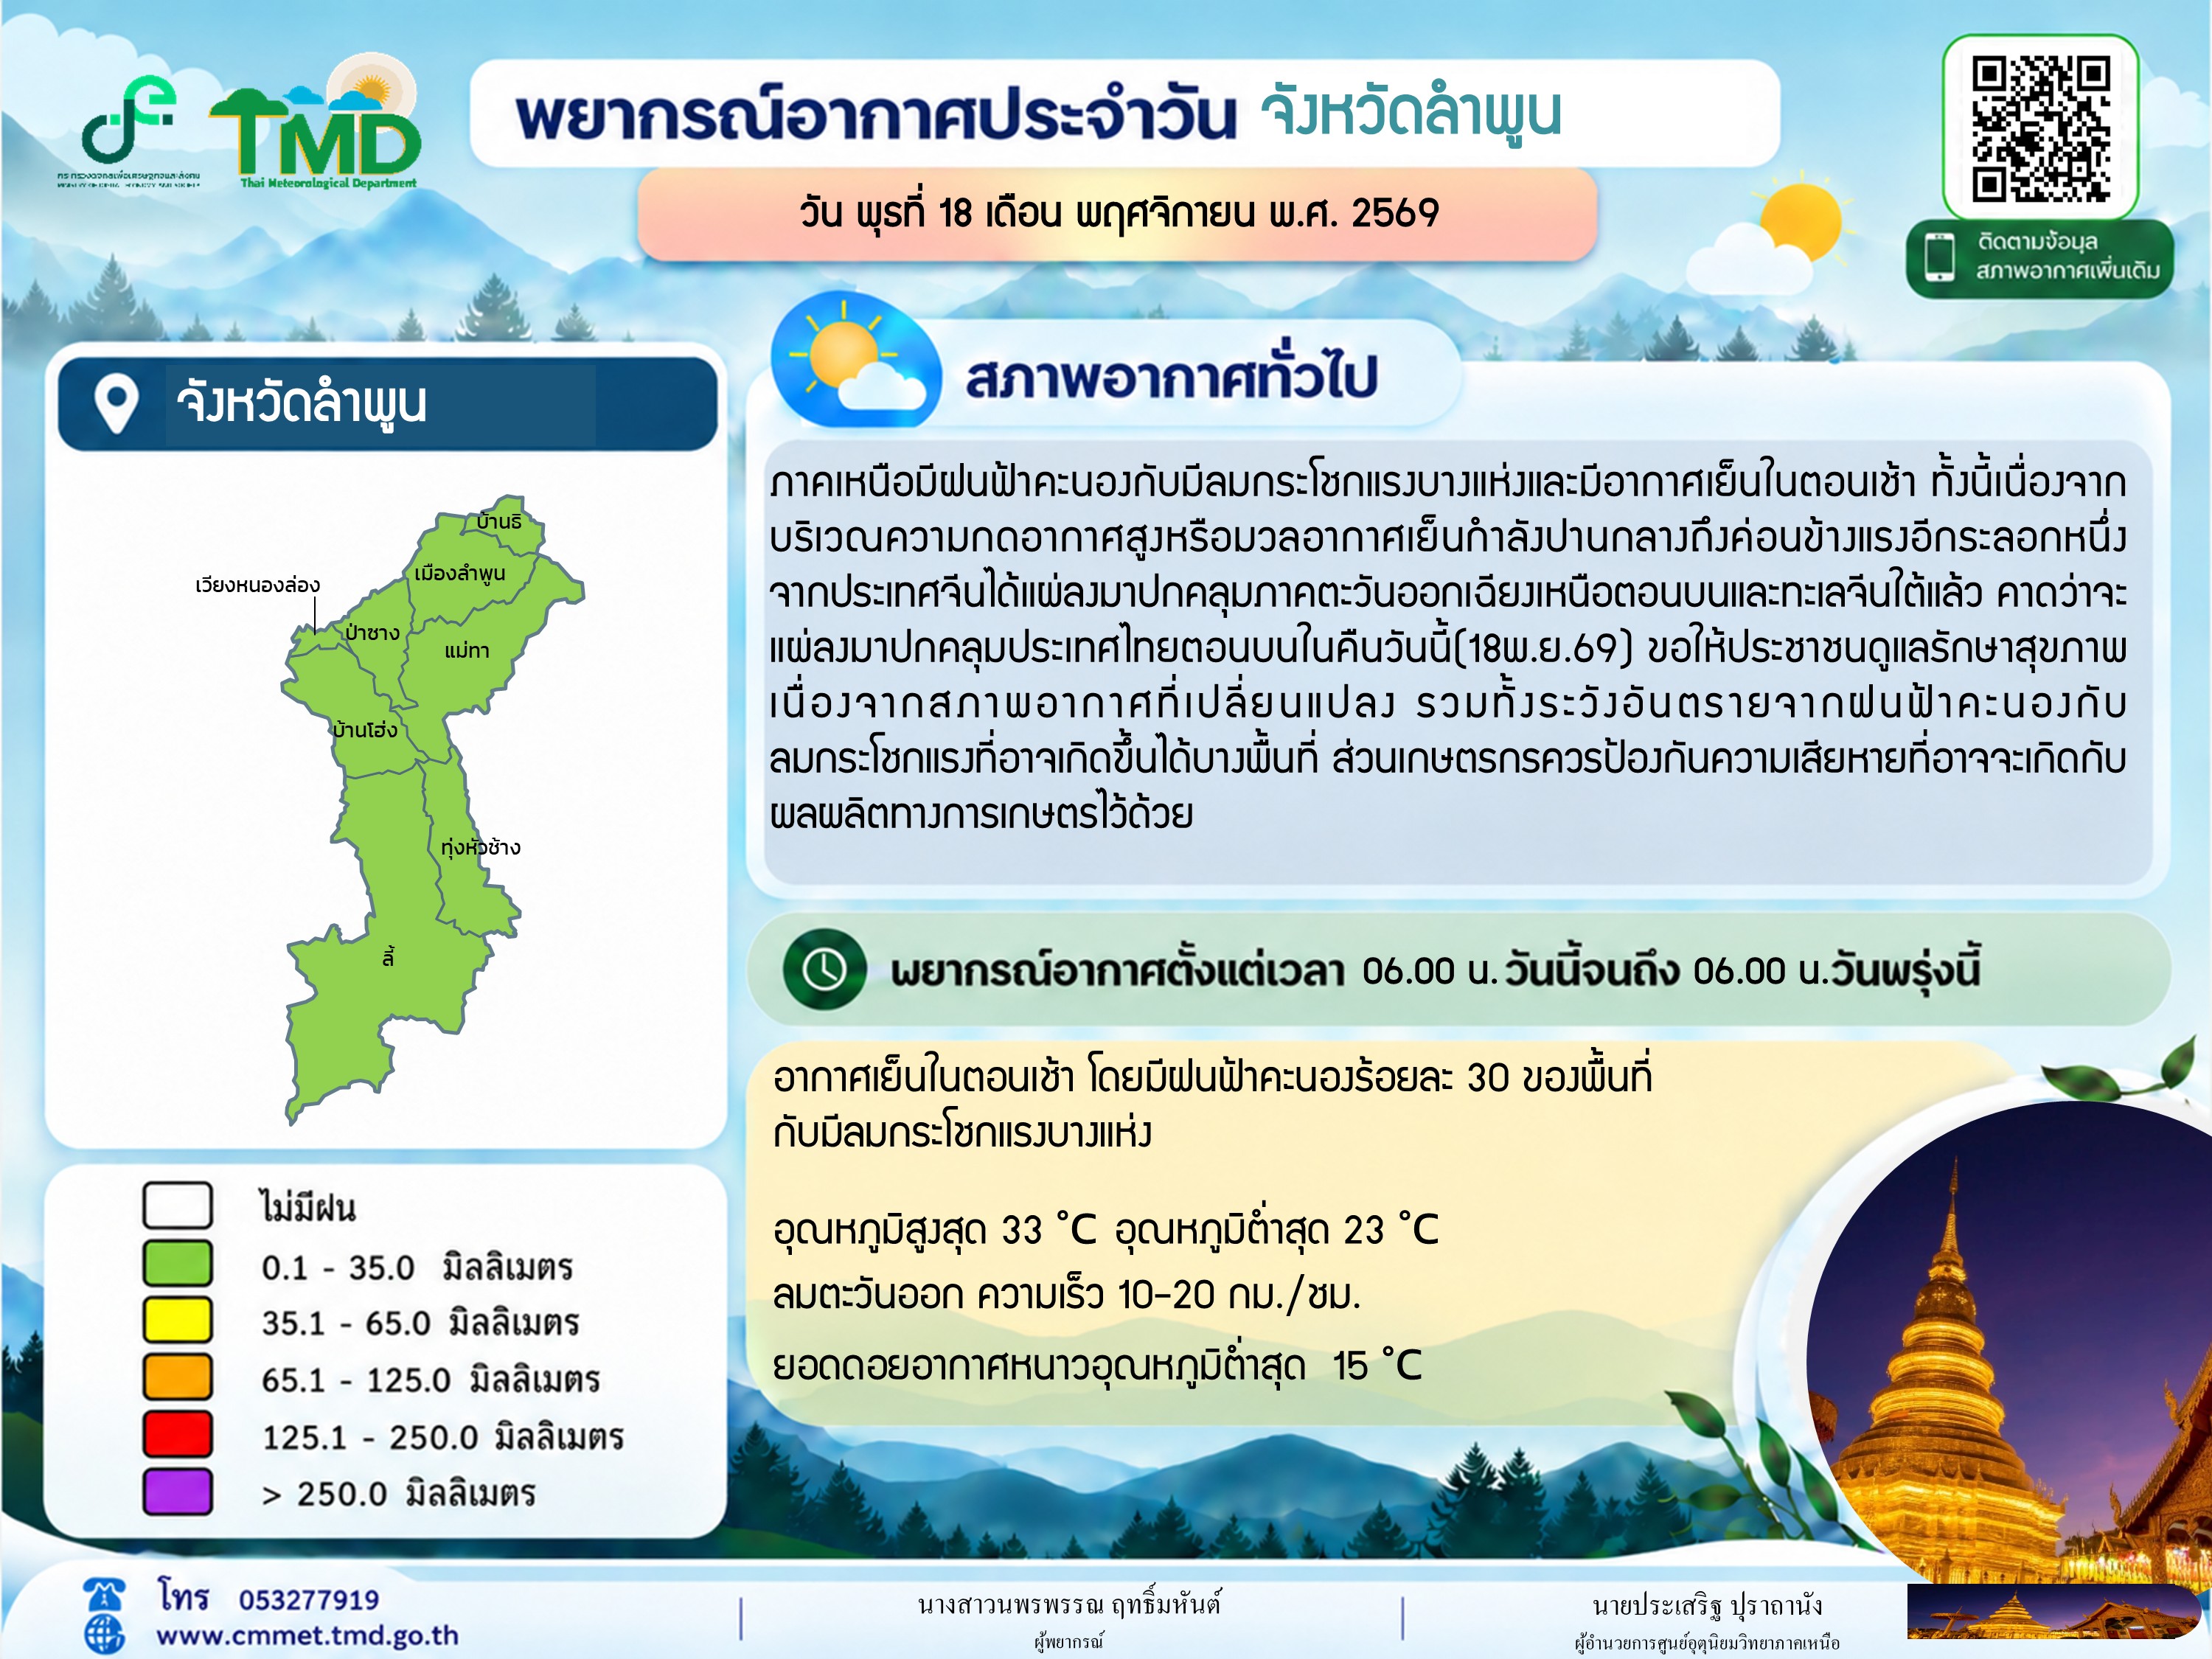 TMD
Thai Meteorological Department
พยากรณ์อากาศประจำวัน จังหวัดลำพูน
วัน พุธที่ 18 เดือน พฤศจิกายน พ.ศ. 2569
ติดตามข้อมูล
สภาพอากาศเพิ่มเติม
จังหวัดลำพูน
บ้านธิ
เมืองลำพูน
เวียงหนองล่อง
ป่าซาง
แม่ทา
บ้านโฮ่ง
ทุ่งหัวช้าง
ลี้
ไม่มีฝน
0.1 - 35.0 มิลลิเมตร
35.1 - 65.0 มิลลิเมตร
65.1 - 125.0 มิลลิเมตร
125.1 - 250.0 มิลลิเมตร
> 250.0 มิลลิเมตร
สภาพอากาศทั่วไป
ภาคเหนือมีฝนฟ้าคะนองกับมีลมกระโชกแรงบางแห่งและมีอากาศเย็นในตอนเช้า ทั้งนี้เนื่องจาก
บริเวณความกดอากาศสูงหรือมวลอากาศเย็นกำลังปานกลางถึงค่อนข้างแรงอีกระลอกหนึ่ง
จากประเทศจีนได้แผ่ลงมาปกคลุมภาคตะวันออกเฉียงเหนือตอนบนและทะเลจีนใต้แล้ว คาดว่าจะ
แผ่ลงมาปกคลุมประเทศไทยตอนบนในคืนวันนี้(18พ.ย.69) ขอให้ประชาชนดูแลรักษาสุขภาพ
เนื่องจากสภาพอากาศที่เปลี่ยนแปลง รวมทั้งระวังอันตรายจากฝนฟ้าคะนองกับ
ลมกระโชกแรงที่อาจเกิดขึ้นได้บางพื้นที่ ส่วนเกษตรกรควรป้องกันความเสียหายที่อาจจะเกิดกับ
ผลผลิตทางการเกษตรไว้ด้วย
พยากรณ์อากาศตั้งแต่เวลา 06.00 น. วันนี้จนถึง 06.00 น.วันพรุ่งนี้
อากาศเย็นในตอนเช้า โดยมีฝนฟ้าคะนองร้อยละ 30 ของพื้นที่
กับมีลมกระโชกแรงบางแห่ง
อุณหภูมิสูงสุด 33 °C อุณหภูมิต่ำสุด 23 °C
ลมตะวันออก ความเร็ว 10-20 กม./ชม.
ยอดดอยอากาศหนาวอุณหภูมิต่ำสุด 15 °C
โทร 053277919
www.cmmet.tmd.go.th
นางสาวนพรพรรณ ฤทธิ์มหันต์
ผู้พยากรณ์
นายประเสริฐ ปุราถานัง
ผู้อำนวยการศูนย์อุตุนิยมวิทยาภาคเหนือ